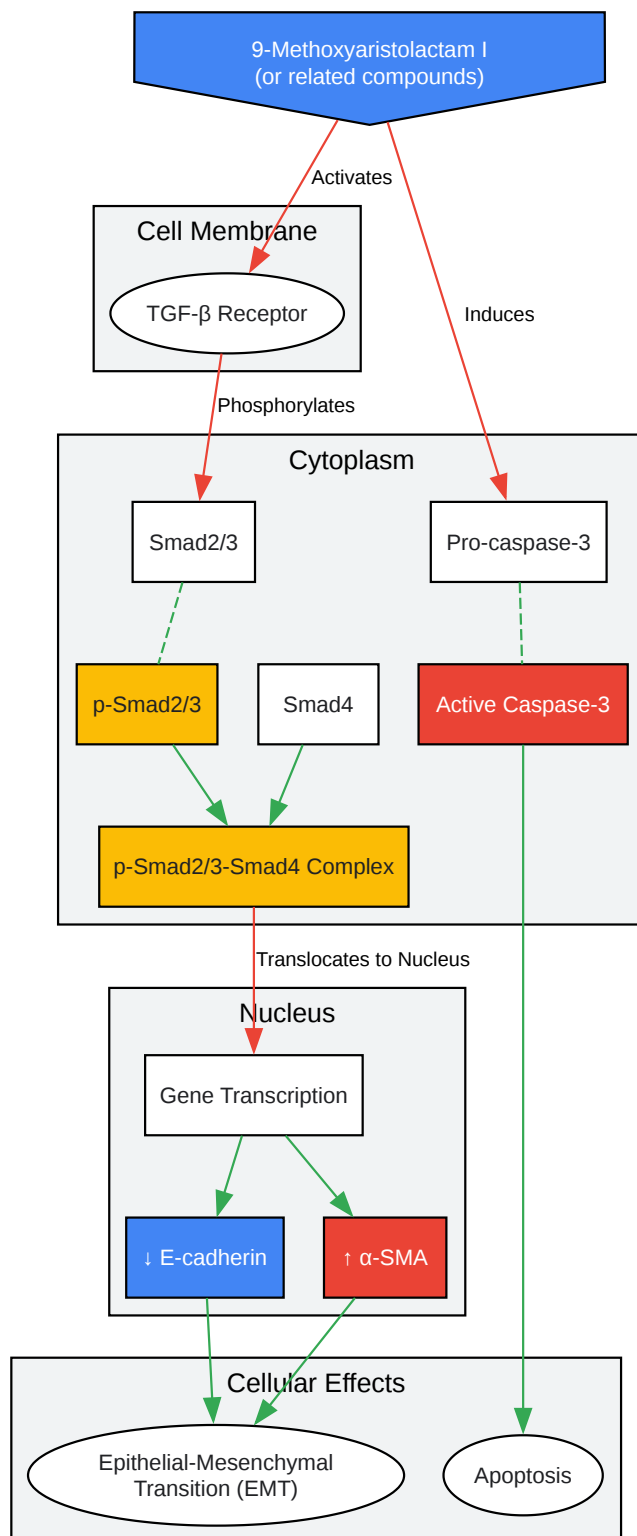 9-Methoxyaristolactam I
(or related compounds)
Activates
Cell Membrane
TGF-β Receptor
Induces
Phosphorylates
Cytoplasm
Smad2/3
Pro-caspase-3
p-Smad2/3
Smad4
Active Caspase-3
p-Smad2/3-Smad4 Complex
Translocates to Nucleus
Nucleus
Gene Transcription
↓ E-cadherin
↑ α-SMA
Cellular Effects
Epithelial-Mesenchymal
Transition (EMT)
Apoptosis